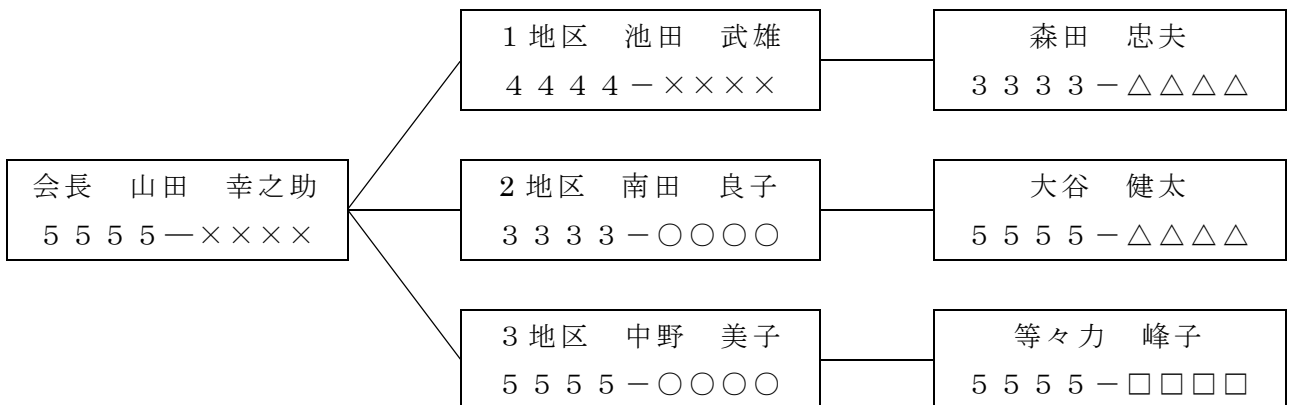 1地区　池田　武雄
４４４４－××××
森田　忠夫
３３３３－△△△△
会長　山田　幸之助
５５５５―××××
2地区　南田　良子
３３３３－○○○○
大谷　健太
５５５５－△△△△
3地区　中野　美子
５５５５－○○○○
等々力　峰子
５５５５－□□□□